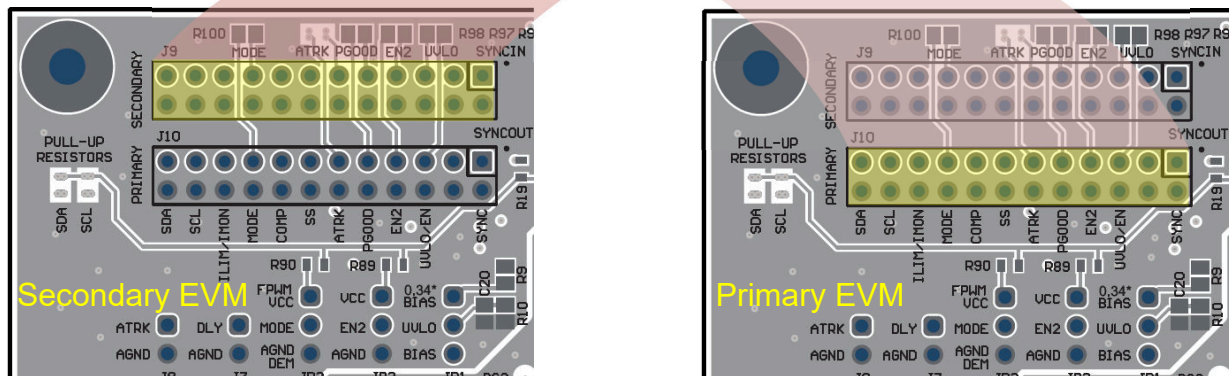 R100 R98 R97 R9
J9 MODE ATRK PGOOD EN2 UVLO SYNCIN
SECONDARY
J10 SYNCOUT
PULL-UP
RESISTORS
PRIMARY
SDA SCL
SDA SCL ILIM/IMON MODE COMP SS ATRK PGOOD EN2 UVLO/EN SYNC
R19
R90 R89
Secondary EVM
FPWM
VCC VCC 0,34*
BIAS
C20 R9
R10
ATRK DLY MODE EN2 UVLO
AGND AGND AGND
DEM AGND BIAS
R100 R98 R97 R9
J9 MODE ATRK PGOOD EN2 UVLO SYNCIN
SECONDARY
J10 SYNCOUT
PULL-UP
RESISTORS
PRIMARY
SDA SCL
SDA SCL ILIM/IMON MODE COMP SS ATRK PGOOD EN2 UVLO/EN SYNC
R19
R90 R89
Primary EVM
FPWM
VCC VCC 0,34*
BIAS
C20 R9
R10
ATRK DLY MODE EN2 UVLO
AGND AGND AGND
DEM AGND BIAS